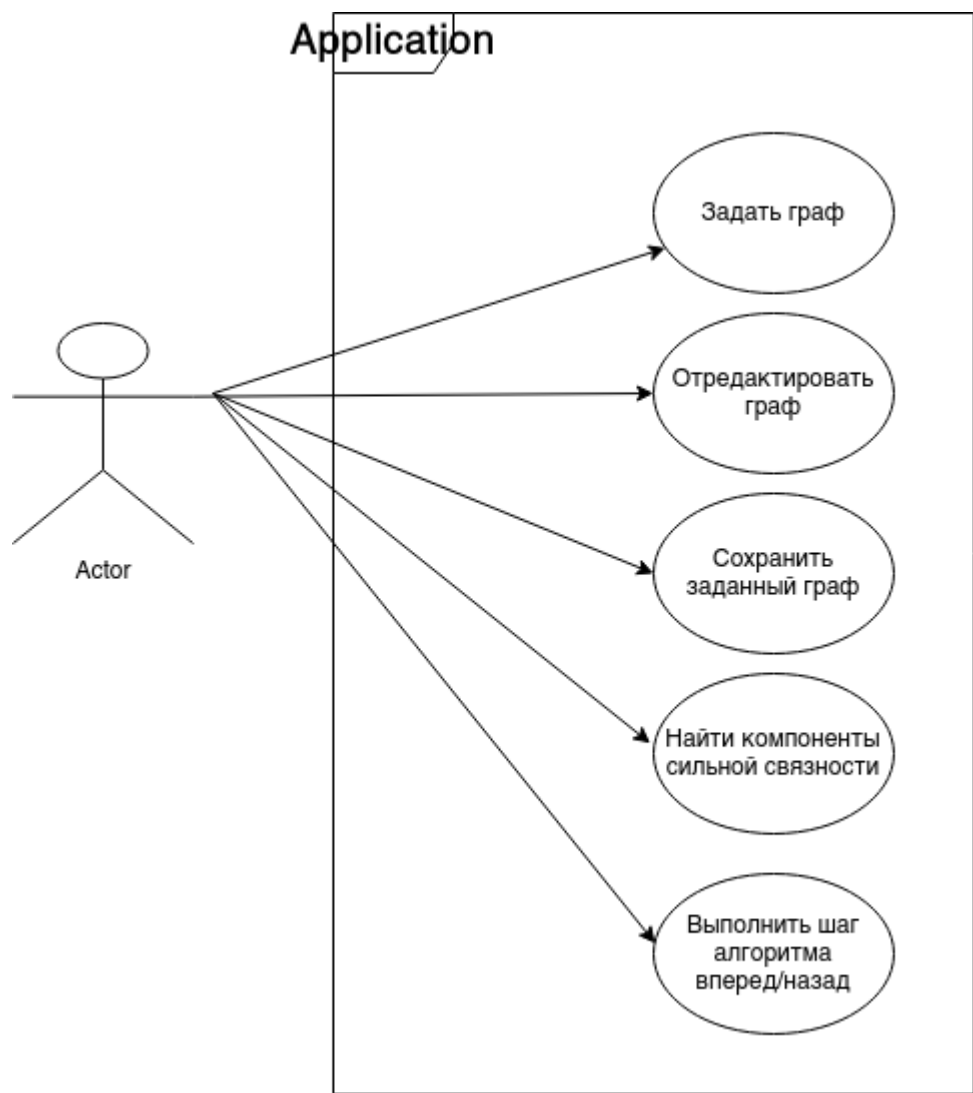 Application
Задать граф
Отредактировать
граф
Actor
Сохранить
заданный граф
Найти компоненты
сильной связности
Выполнить шаг
алгоритма
вперед/назад